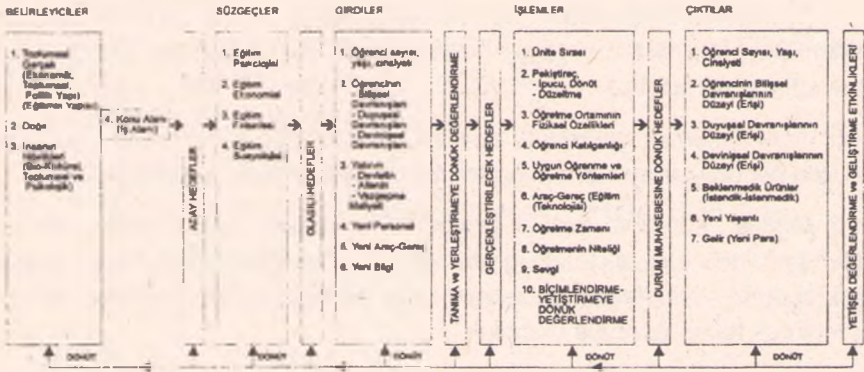 BELİRLEYİCİLER
1. Toplumsal
Gerçek
(Ekonomik,
Toplumsal,
Politik Yapı)
(Eğitimin Yapısı)
2. Doğa
3. İnsanın
(Bio-Kültürel,
Toplumsal ve
Psikolojik)
4. Konu Alanı
(İş Alanı)
ADAY HEDEFLER
SÜZGEÇLER
1. Eğitim
Psikolojisi
2. Eğitim
Ekonomisi
3. Eğitim
Felsefesi
4. Eğitim
Sosyolojisi
OLASILI HEDEFLER
GİRDİLER
1. Öğrenci sayısı,
yaşı, cinsiyeti
2. Öğrencinin
- Bilişsel
Davranışları
- Duyuşsal
Davranışları
- Devinişsel
Davranışları
3. Yatırım
- Devletin
- Ailenin
- Vazgeçme
Maliyeti
4. Yeni Personel
5. Yeni Araç-Gereç
6. Yeni Bilgi
TANIMA ve YERLEŞTİRMEYE DÖNÜK DEĞERLENDİRME
GERÇEKLEŞTİRİLECEK HEDEFLER
İŞLEMLER
1. Ünite Sırası
2. Pekiştireç
- İpucu, Dönüt
- Düzeltme
3. Öğretme Ortamının
Fiziksel Özellikleri
4. Öğrenci Katılganlığı
5. Uygun Öğrenme ve
Öğretme Yöntemleri
6. Araç-Gereç (Eğitim
(Teknolojisi)
7. Öğretme Zamanı
8. Öğretmenin Niteliği
9. Sevgi
10. BİÇİMLENDİRME-
YETİŞTİRMEYE
DÖNÜK
DEĞERLENDİRME
DURUM MUHASEBESİNE DÖNÜK HEDEFLER
ÇIKTILAR
1. Öğrenci Sayısı, Yaşı,
Cinsiyeti
2. Öğrencinin Bilişsel
Davranışlarının
Düzeyi (Erişi)
3. Duyuşsal Davranışlarının
Düzeyi (Erişi)
4. Devinişsel Davranışlarının
Düzeyi (Erişi)
5. Beklenmedik Ürünler
(İstendik-İstenmedik)
6. Yeni Yaşantı
7. Gelir (Yeni Para)
YETİŞEK DEĞERLENDİRME ve GELİŞTİRME ETKİNLİKLERİ
DÖNÜT
DÖNÜT
DÖNÜT
DÖNÜT
DÖNÜT